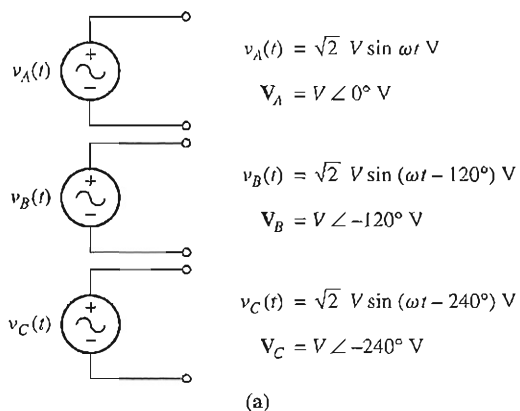 v_A(t)
+
−
v_A(t) = √2 V sin ωt V
V_A = V ∠ 0° V
v_B(t)
+
−
v_B(t) = √2 V sin (ωt − 120°) V
V_B = V ∠ −120° V
v_C(t)
+
−
v_C(t) = √2 V sin (ωt − 240°) V
V_C = V ∠ −240° V
(a)